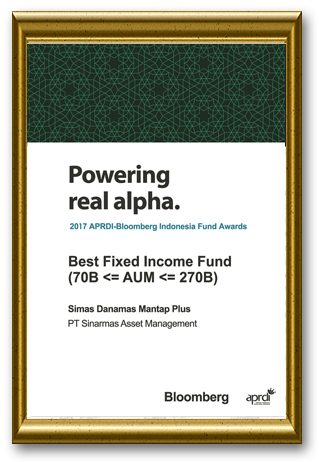 Powering
real alpha.
2017 APRDI-Bloomberg Indonesia Fund Awards
Best Fixed Income Fund
(70B <= AUM <= 270B)
Simas Danamas Mantap Plus
PT Sinarmas Asset Management
Bloomberg aprdi